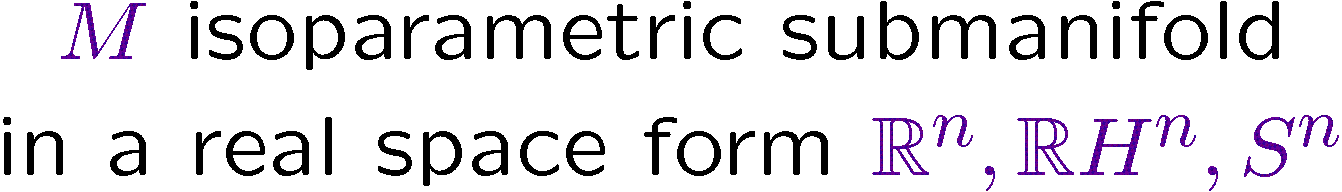 M isoparametric submanifold
in a real space form ℝⁿ, ℝHⁿ, Sⁿ